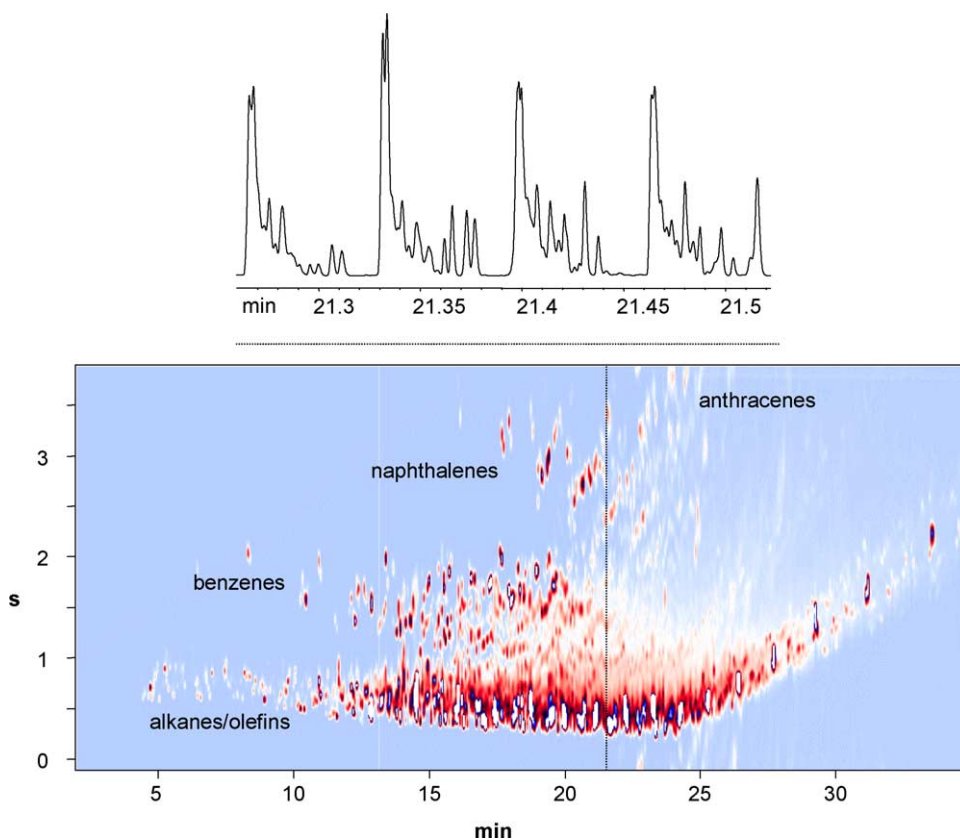 min 21.3 21.35 21.4 21.45 21.5
anthracenes
3
naphthalenes
2
benzenes
s
1
alkanes/olefins
0
5 10 15 20 25 30
min